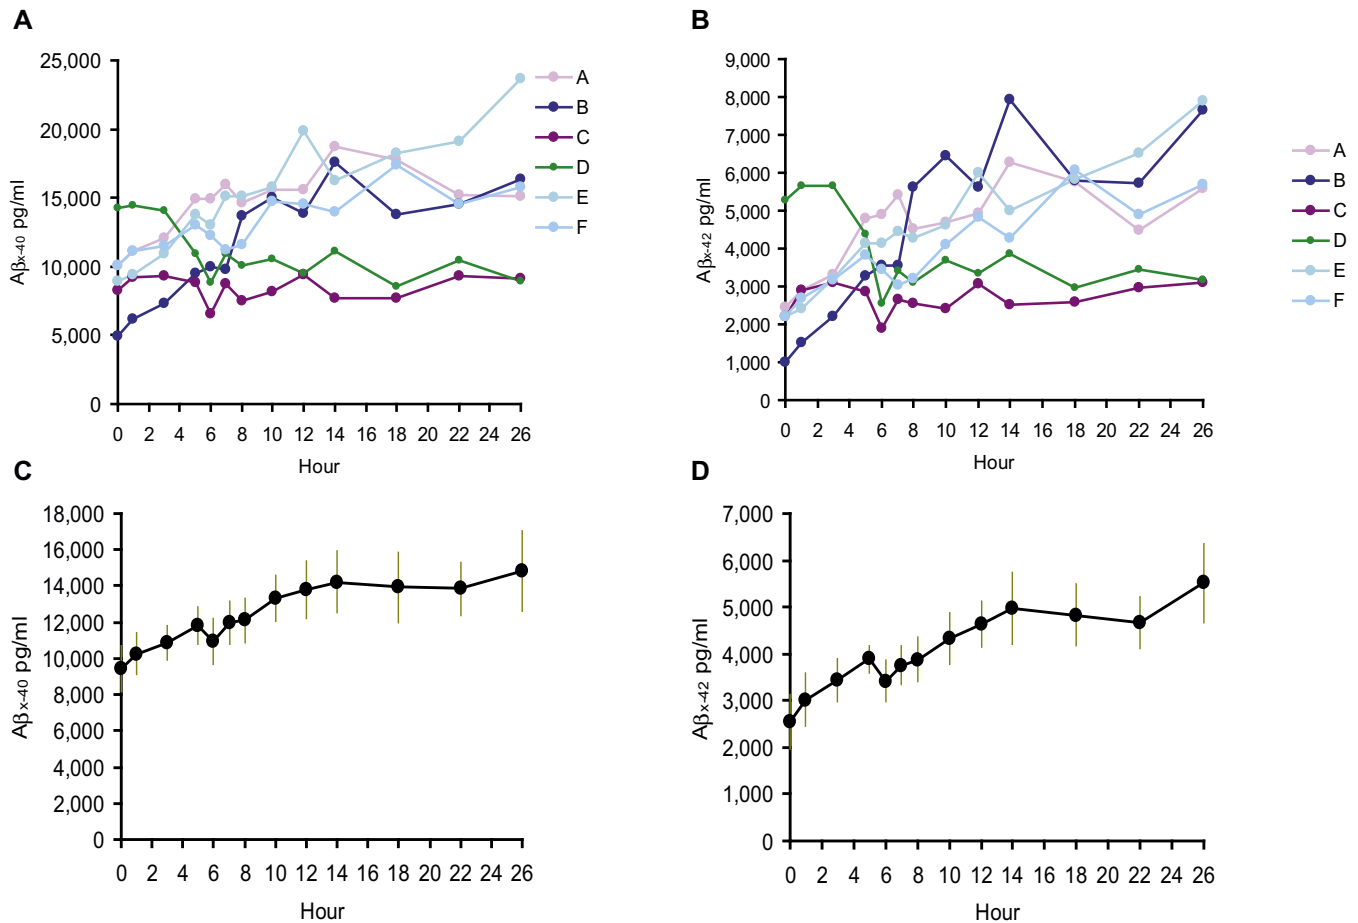 A
25,000
20,000
15,000
10,000
5,000
0
Aβx-40 pg/ml
0 2 4 6 8 10 12 14 18 20 22 24 26
Hour
A
B
C
D
E
F
B
9,000
8,000
7,000
6,000
5,000
4,000
3,000
2,000
1,000
0
Aβx-42 pg/ml
0 2 4 6 8 10 12 14 16 18 20 22 26
Hour
A
B
C
D
E
F
C
18,000
16,000
14,000
12,000
10,000
8,000
6,000
4,000
2,000
0
Aβx-40 pg/ml
0 2 4 6 8 10 12 14 16 18 20 22 24 26
Hour
D
7,000
6,000
5,000
4,000
3,000
2,000
1,000
0
Aβx-42 pg/ml
0 2 4 6 8 10 12 14 16 18 20 22 24 26
Hour